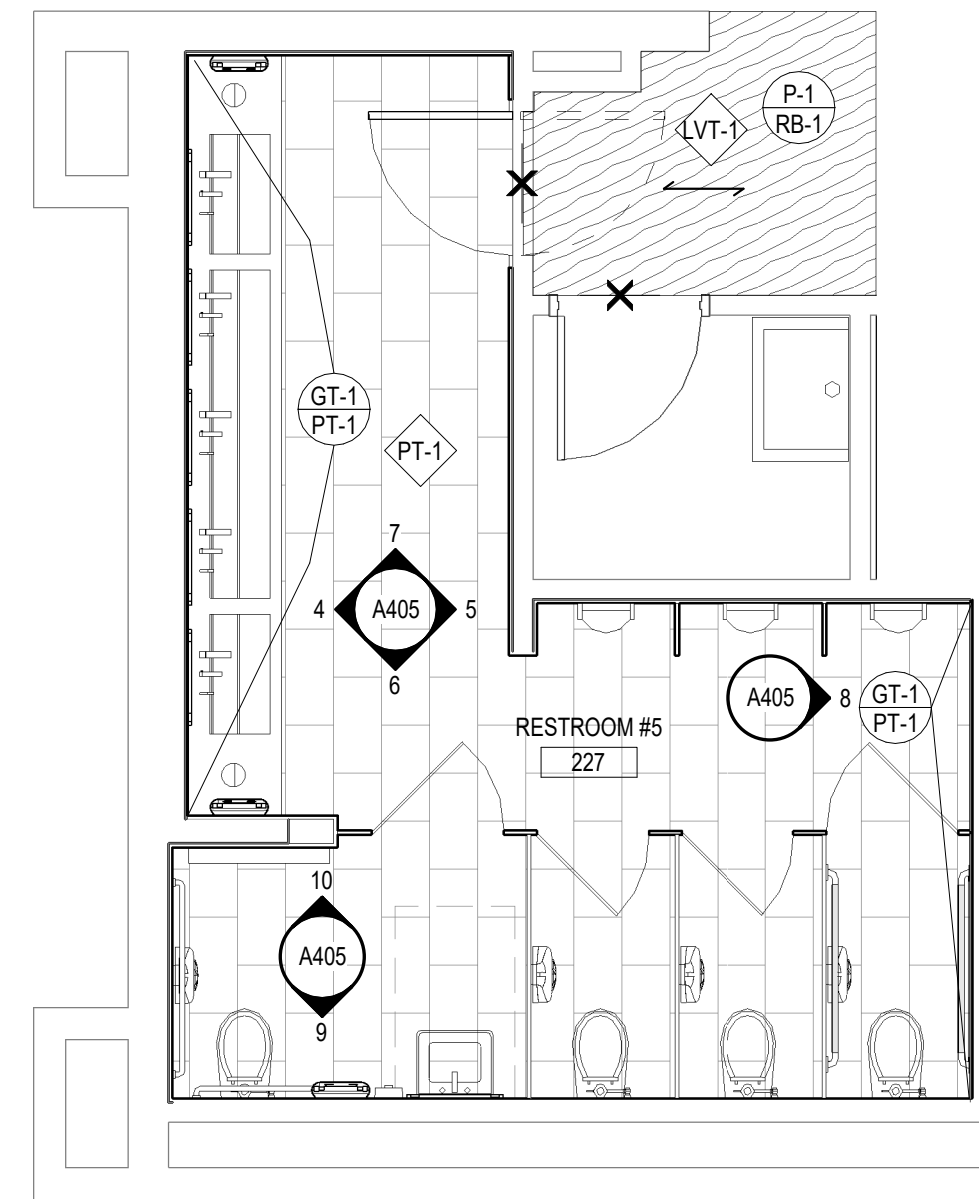 P-1
RB-1
LVT-1
GT-1
PT-1
PT-1
7
4 A405 5
6
A405 8
GT-1
PT-1
RESTROOM #5
227
10
A405
9